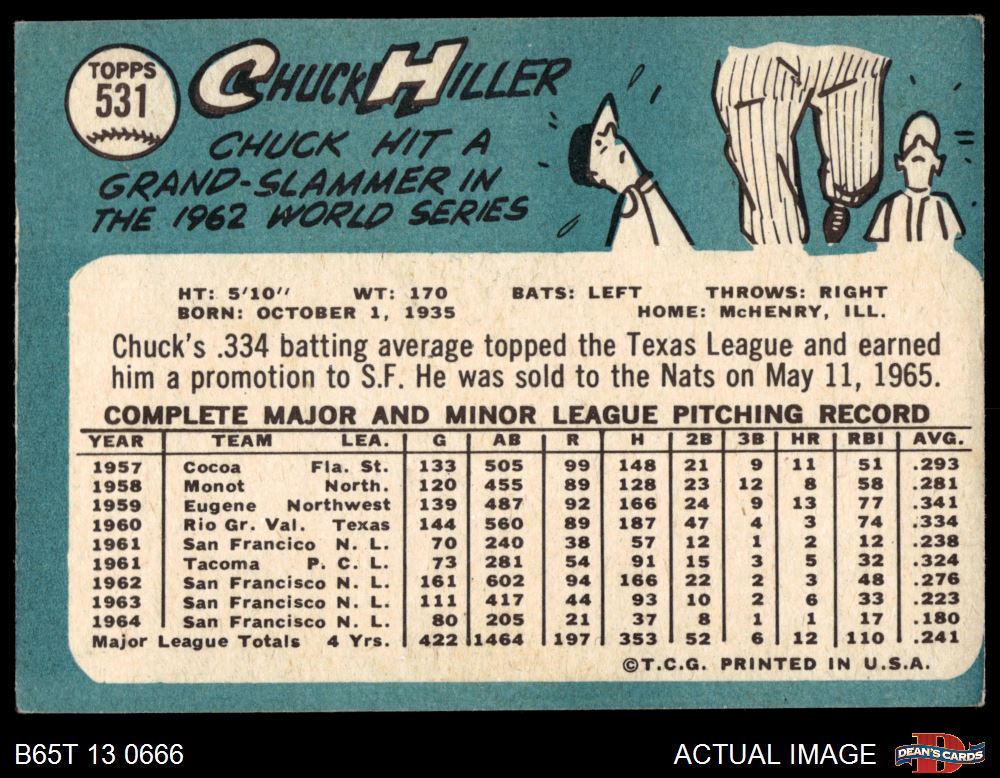 TOPPS
531
CHUCK HILLER
CHUCK HIT A
GRAND-SLAMMER IN
THE 1962 WORLD SERIES
HT: 5'10" WT: 170 BATS: LEFT THROWS: RIGHT
BORN: OCTOBER 1, 1935 HOME: McHENRY, ILL.
Chuck's .334 batting average topped the Texas League and earned
him a promotion to S.F. He was sold to the Nats on May 11, 1965.
COMPLETE MAJOR AND MINOR LEAGUE PITCHING RECORD
YEAR TEAM LEA. G AB R H 2B 3B HR RBI AVG.
1957 Cocoa Fla. St. 133 505 99 148 21 9 11 51 .293
1958 Monot North. 120 455 89 128 23 12 8 58 .281
1959 Eugene Northwest 139 487 92 166 24 9 13 77 .341
1960 Rio Gr. Val. Texas 144 560 89 187 47 4 3 74 .334
1961 San Francico N. L. 70 240 38 57 12 1 2 12 .238
1961 Tacoma P. C. L. 73 281 54 91 15 3 5 32 .324
1962 San Francisco N. L. 161 602 94 166 22 2 3 48 .276
1963 San Francisco N. L. 111 417 44 93 10 2 6 33 .223
1964 San Francisco N. L. 80 205 21 37 8 1 1 17 .180
Major League Totals 4 Yrs. 422 1464 197 353 52 6 12 110 .241
©T.C.G. PRINTED IN U.S.A.
B65T 13 0666 ACTUAL IMAGE DEAN'S CARDS